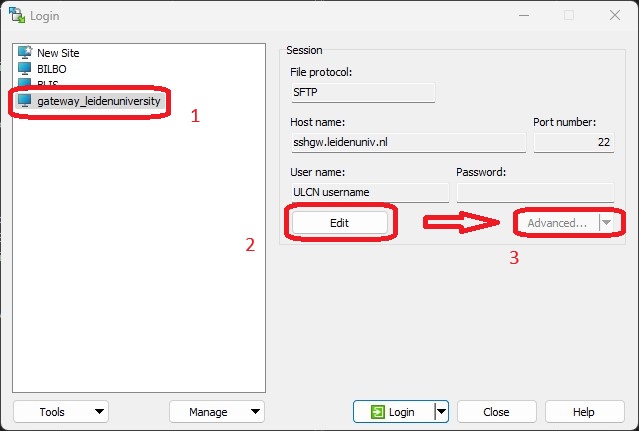 Login
New Site
BILBO
gateway_leidenuniversity
1
Session
File protocol:
SFTP
Host name:
Port number:
sshgw.leidenuniv.nl
22
User name:
Password:
ULCN username
Edit
Advanced...
2
3
Tools
Manage
Login
Close
Help